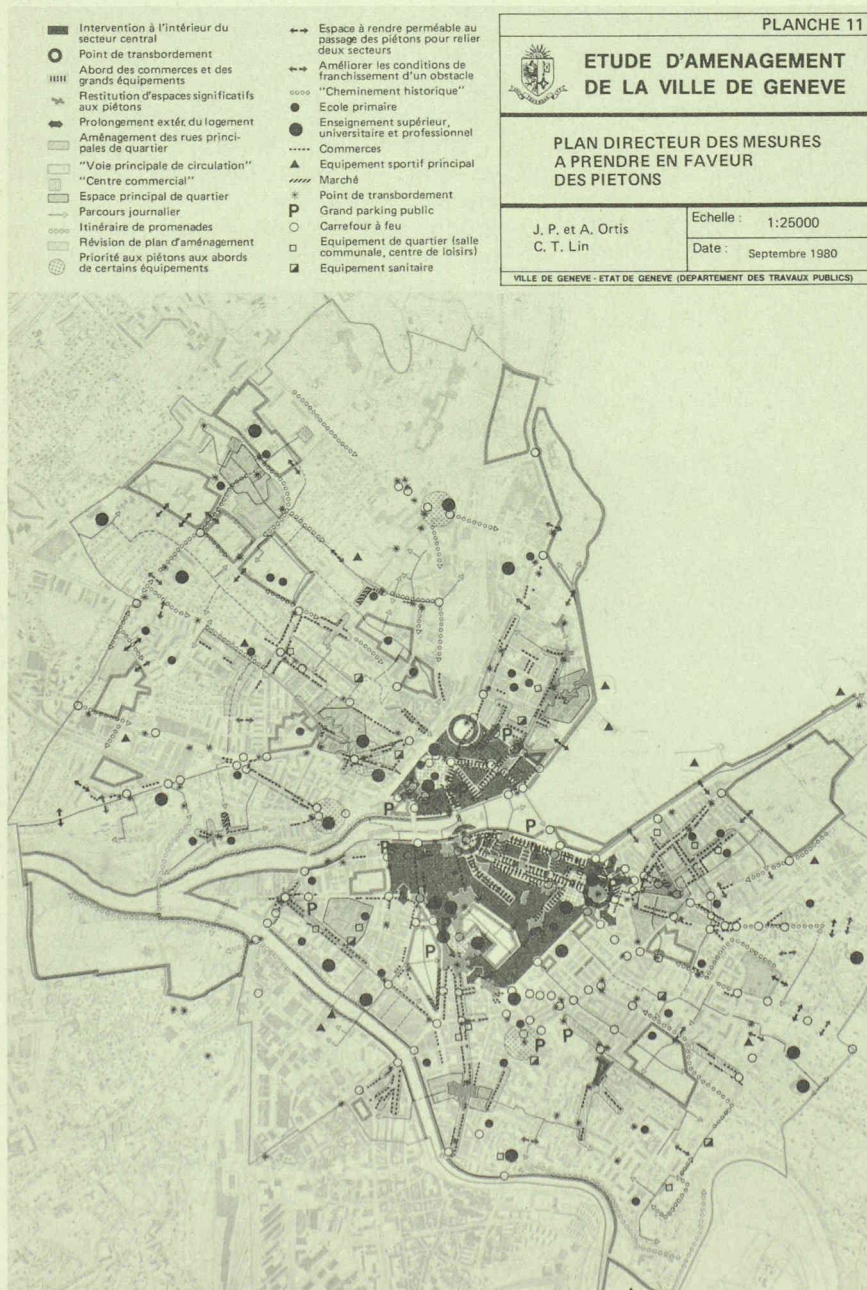 Intervention à l'intérieur du
secteur central
Point de transbordement
Abord des commerces et des
grands équipements
Restitution d'espaces significatifs
aux piétons
Prolongement extér. du logement
Aménagement des rues princi-
pales de quartier
"Voie principale de circulation"
"Centre commercial"
Espace principal de quartier
Parcours journalier
Itinéraire de promenades
Révision de plan d'aménagement
Priorité aux piétons aux abords
de certains équipements
Espace à rendre perméable au
passage des piétons pour relier
deux secteurs
Améliorer les conditions de
franchissement d'un obstacle
"Cheminement historique"
Ecole primaire
Enseignement supérieur,
universitaire et professionnel
Commerces
Equipement sportif principal
Marché
Point de transbordement
P Grand parking public
Carrefour à feu
Equipement de quartier (salle
communale, centre de loisirs)
Equipement sanitaire
PLANCHE 11
ETUDE D'AMENAGEMENT
DE LA VILLE DE GENEVE
PLAN DIRECTEUR DES MESURES
A PRENDRE EN FAVEUR
DES PIETONS
J. P. et A. Ortis
C. T. Lin
Echelle : 1:25000
Date : Septembre 1980
VILLE DE GENEVE - ETAT DE GENEVE (DEPARTEMENT DES TRAVAUX PUBLICS)
P
P
P
P
P
P
P
P
P